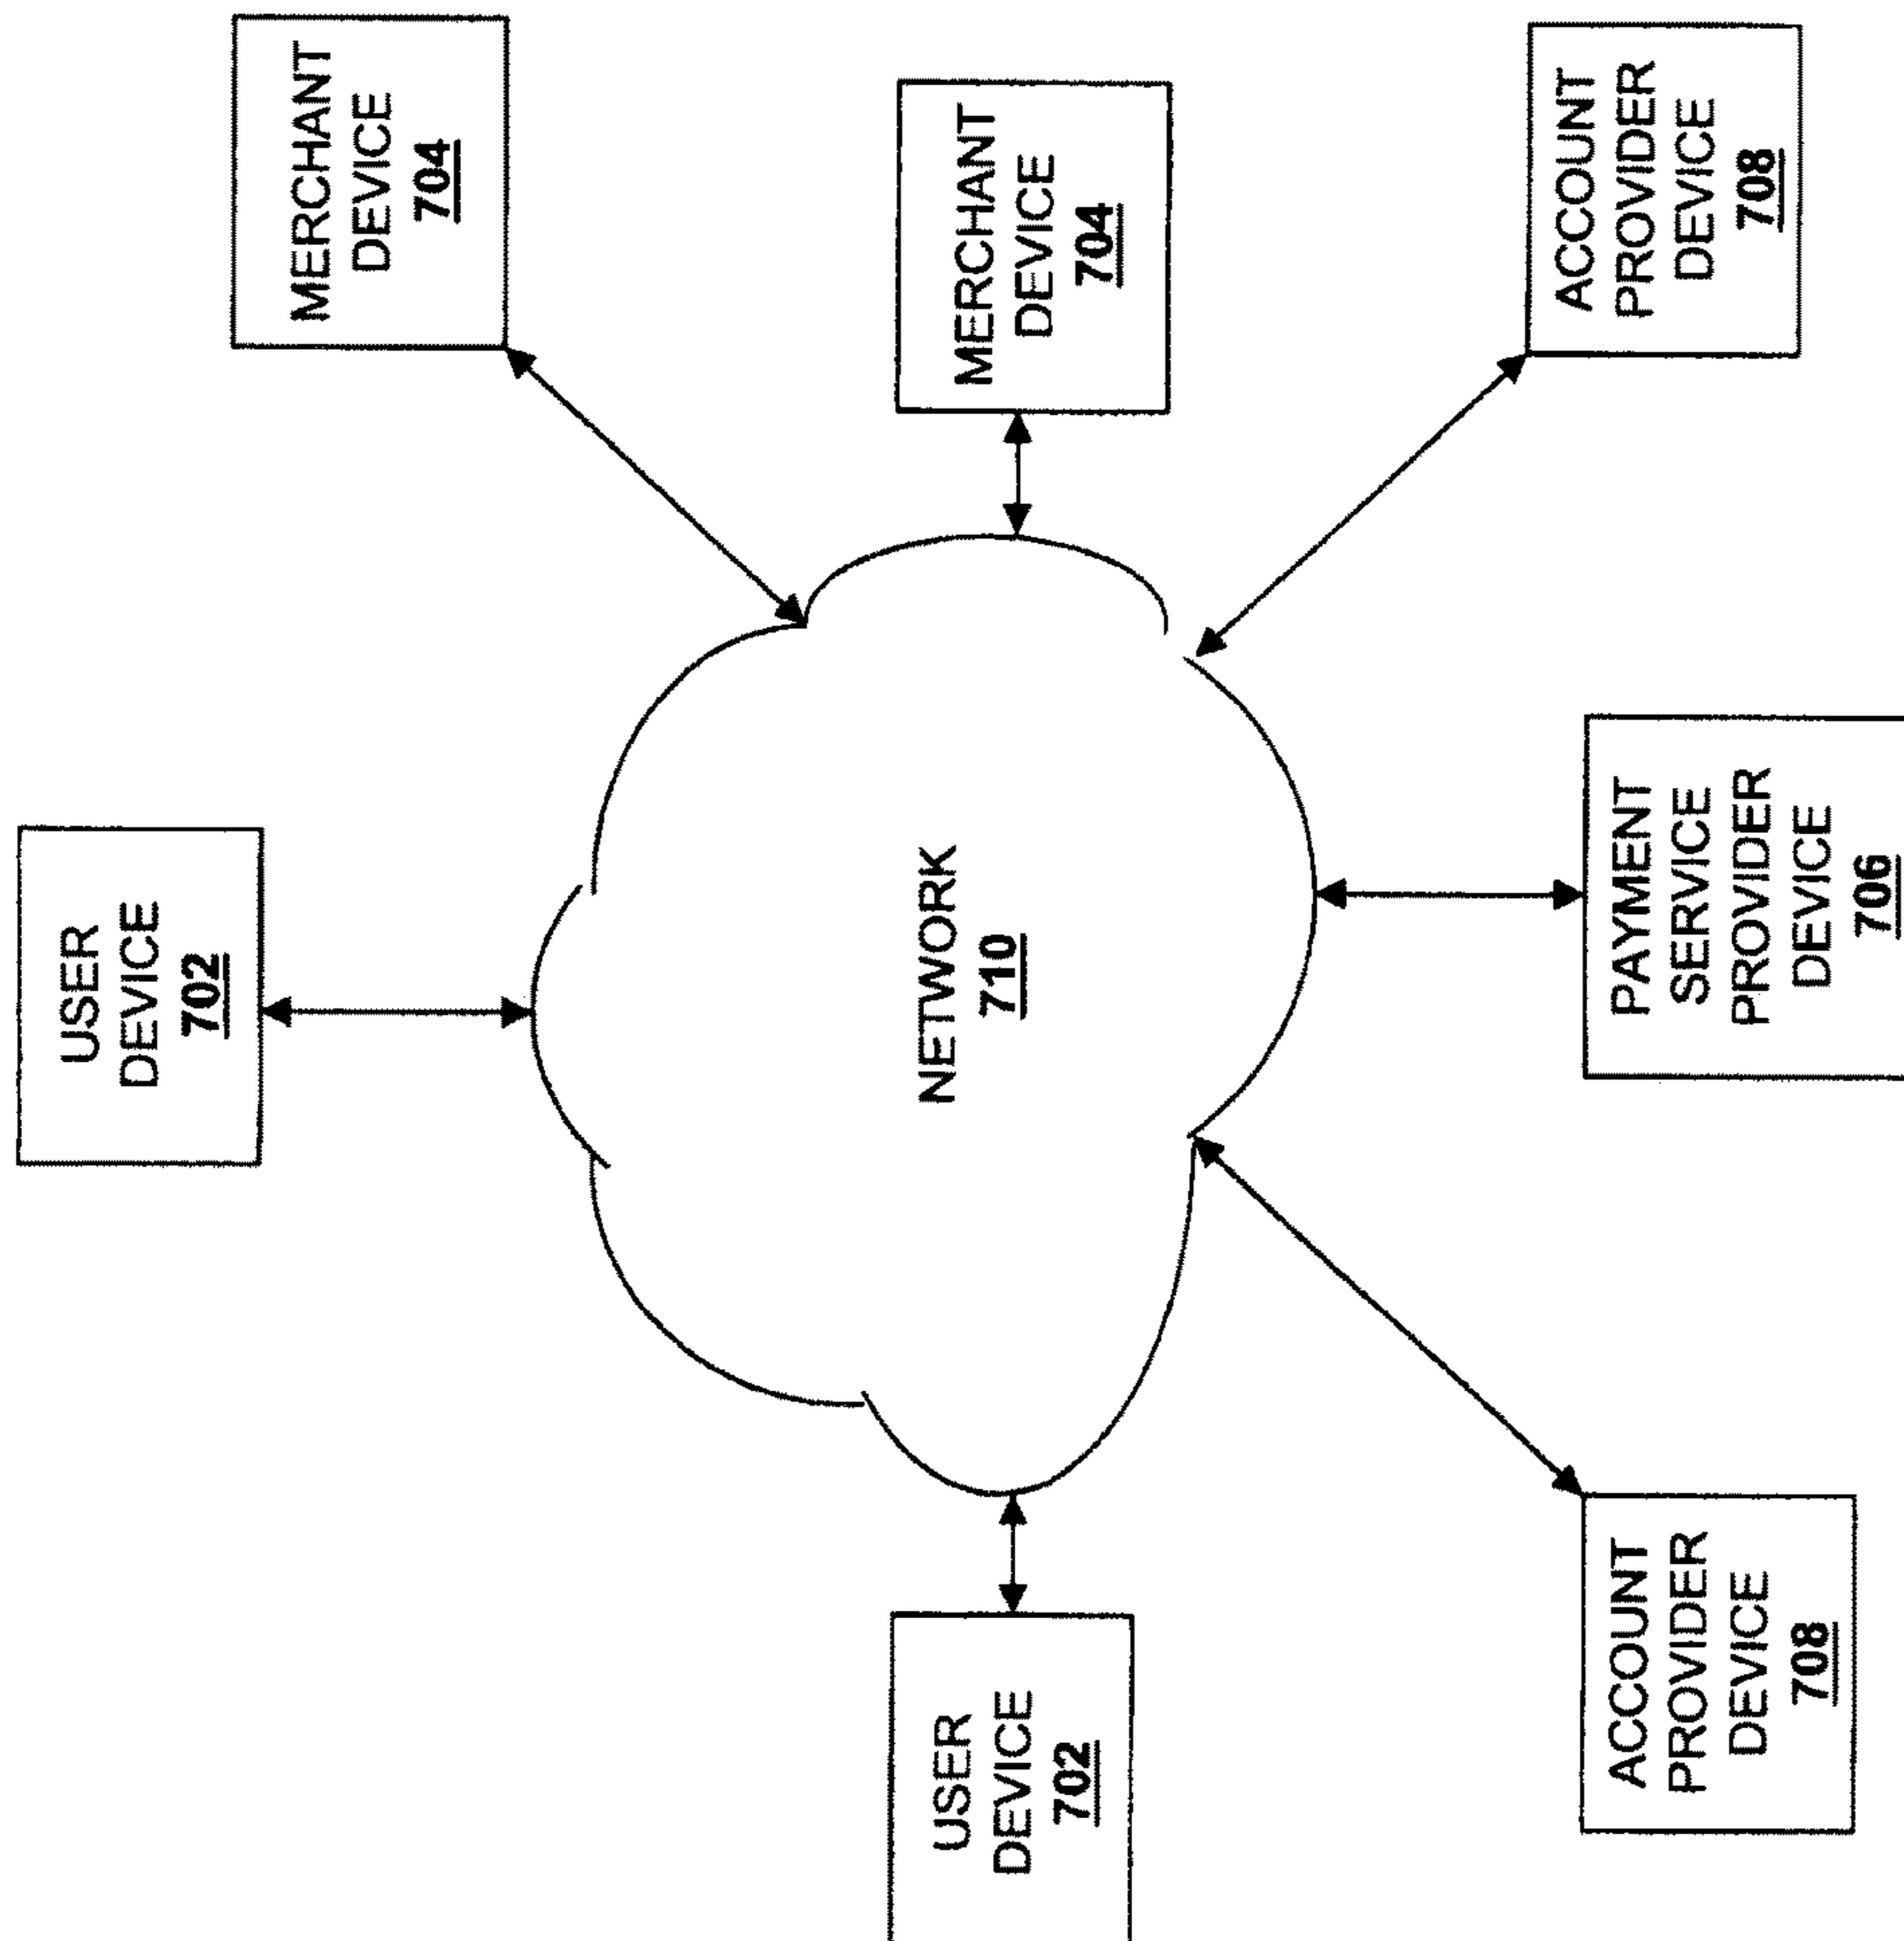 USER
DEVICE
702
MERCHANT
DEVICE
704
USER
DEVICE
702
NETWORK
710
MERCHANT
DEVICE
704
ACCOUNT
PROVIDER
DEVICE
708
PAYMENT
SERVICE
PROVIDER
DEVICE
706
ACCOUNT
PROVIDER
DEVICE
708